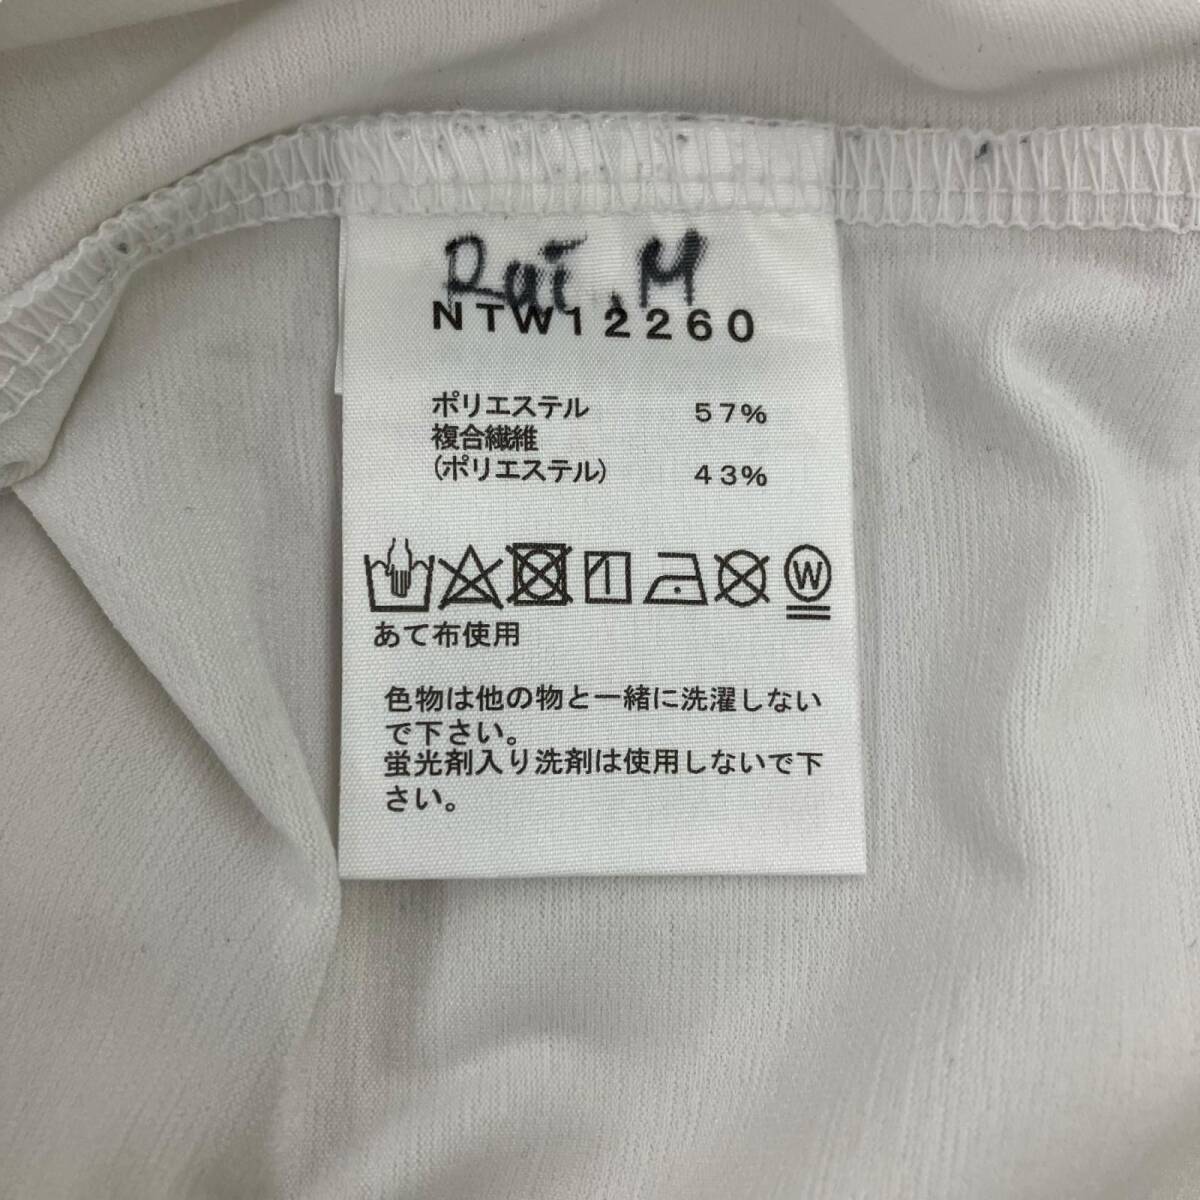 Rui.M
NTW12260
ポリエステル 57%
複合繊維
(ポリエステル) 43%
W
あて布使用
色物は他の物と一緒に洗濯しない
で下さい。
蛍光剤入り洗剤は使用しないで下
さい。